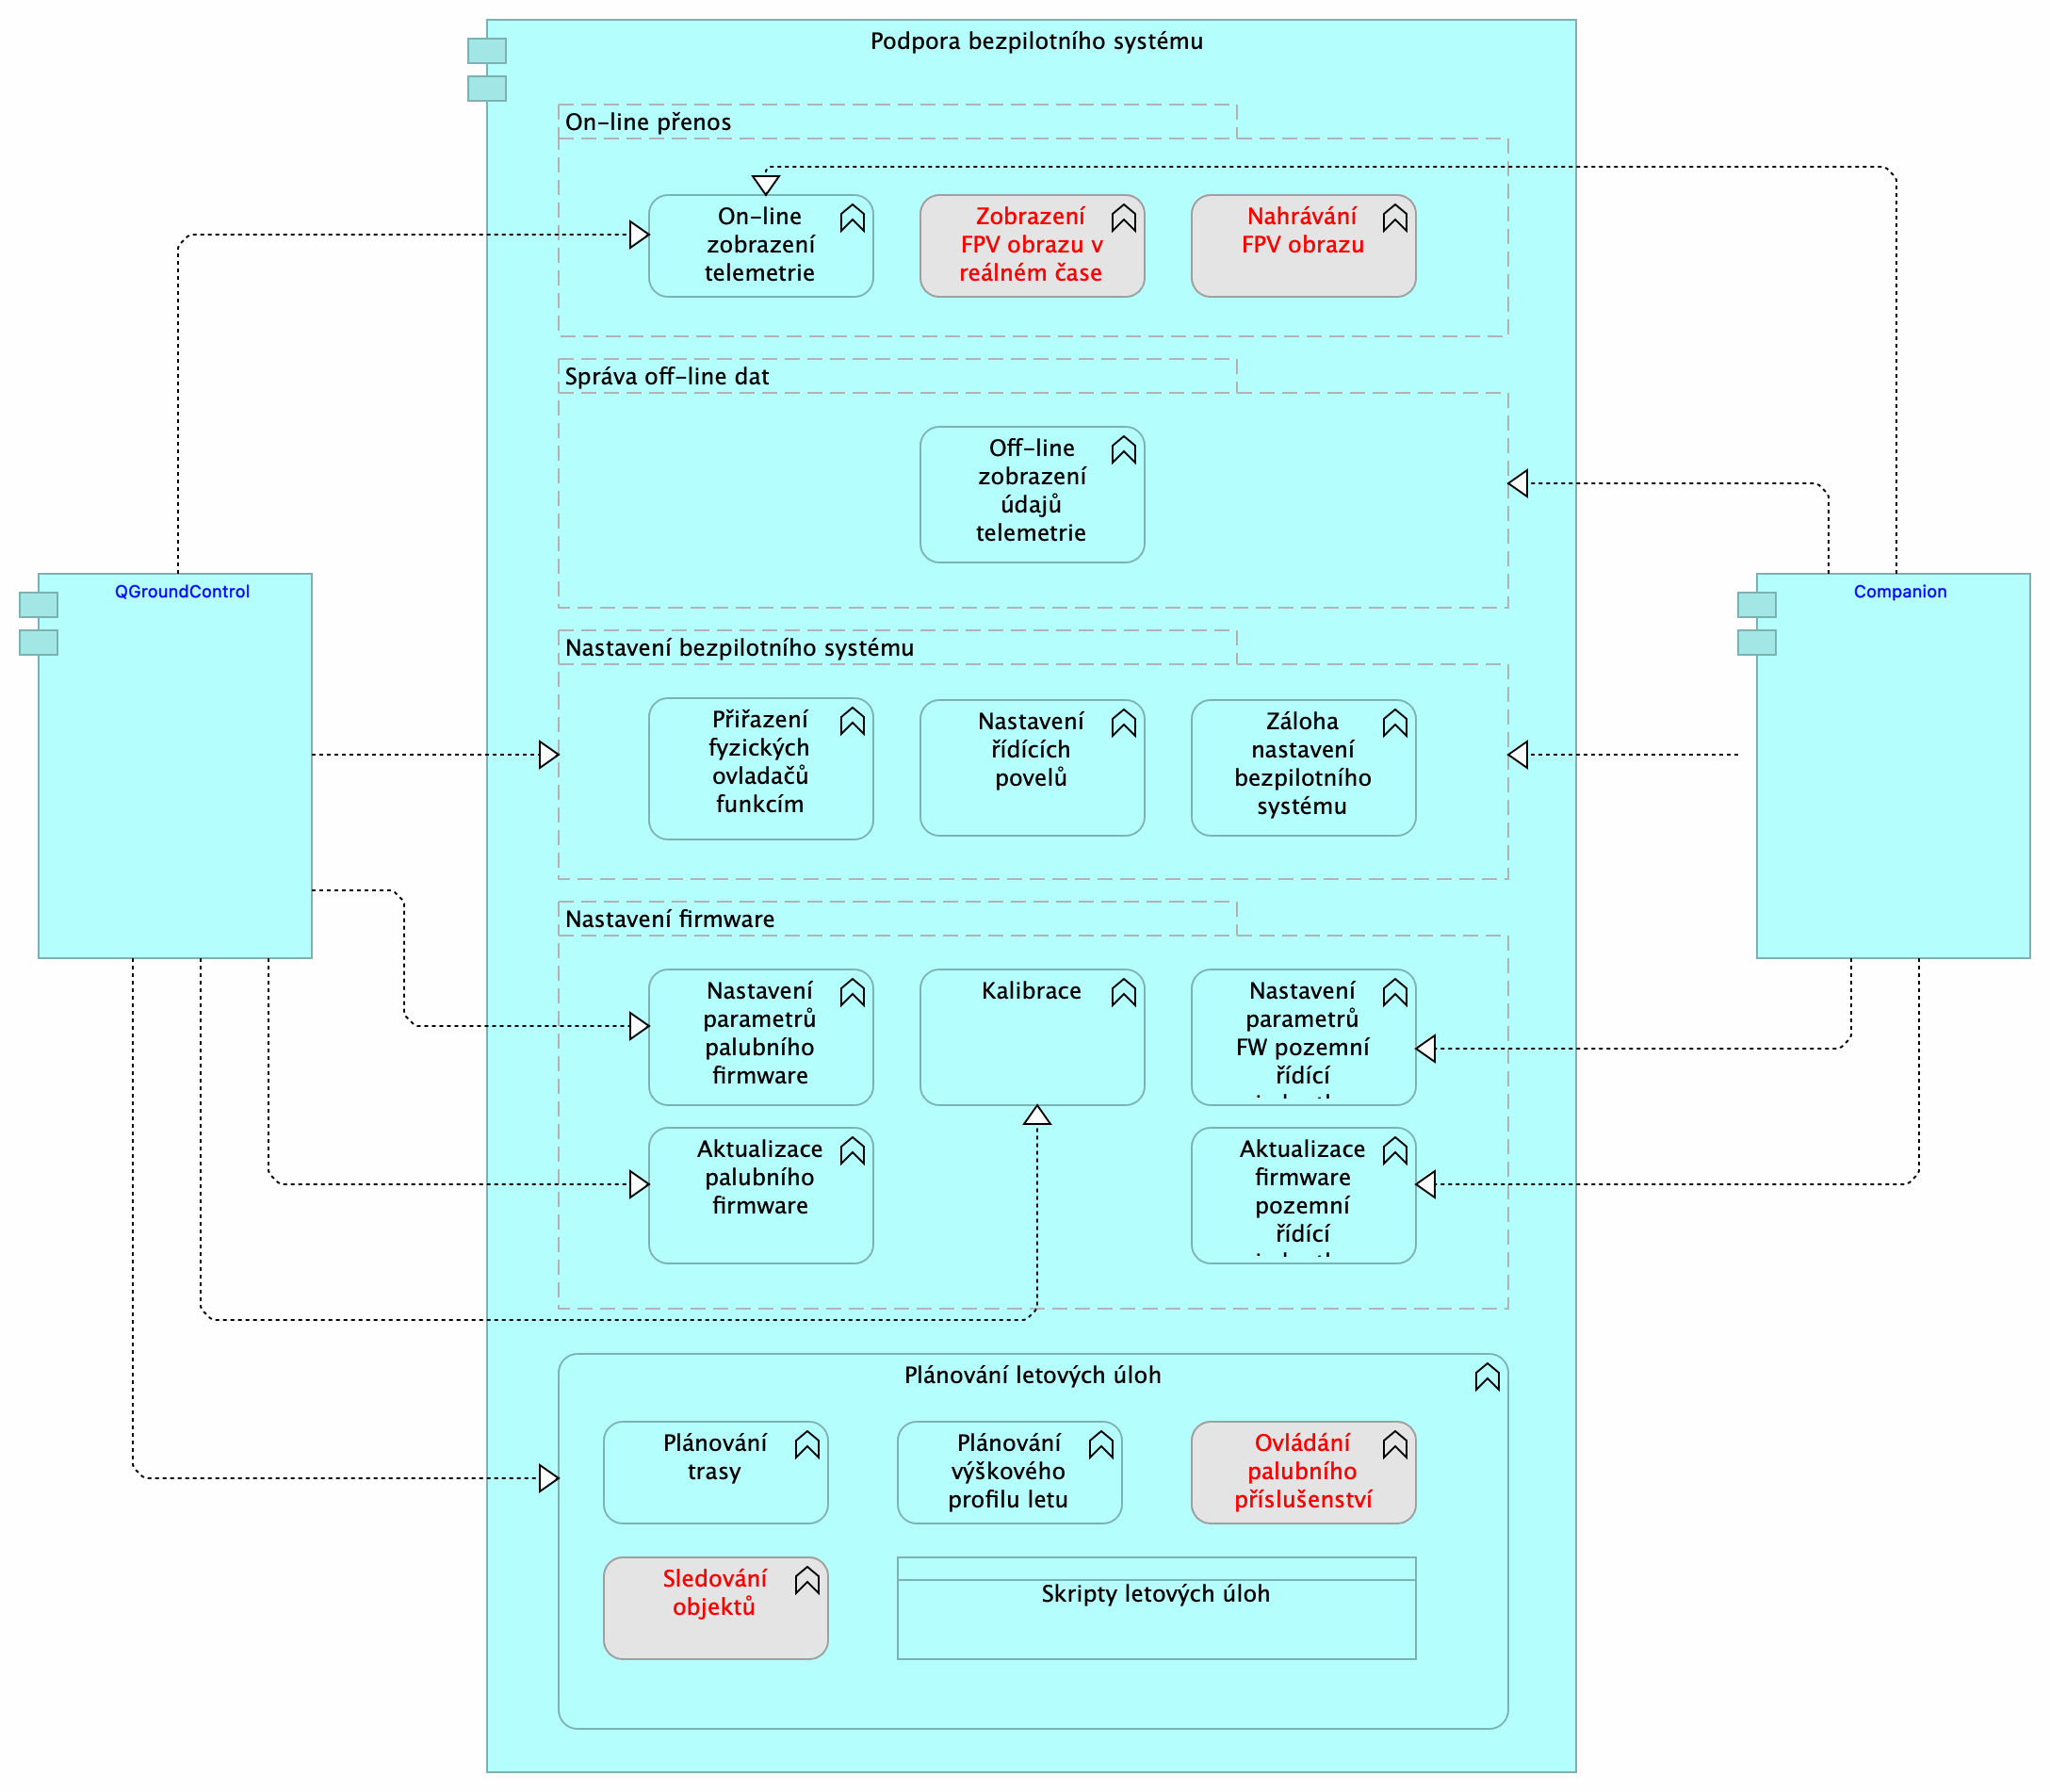 Podpora bezpilotního systému
On-line přenos
On-line
zobrazení
telemetrie
Zobrazení
FPV obrazu v
reálném čase
Nahrávání
FPV obrazu
Správa off-line dat
Off-line
zobrazení
údajů
telemetrie
QGroundControl
Companion
Nastavení bezpilotního systému
Přiřazení
fyzických
ovladačů
funkcím
Nastavení
řídících
povelů
Záloha
nastavení
bezpilotního
systému
Nastavení firmware
Nastavení
parametrů
palubního
firmware
Kalibrace
Nastavení
parametrů
FW pozemní
řídící
Aktualizace
palubního
firmware
Aktualizace
firmware
pozemní
řídící
Plánování letových úloh
Plánování
trasy
Plánování
výškového
profilu letu
Ovládání
palubního
příslušenství
Sledování
objektů
Skripty letových úloh